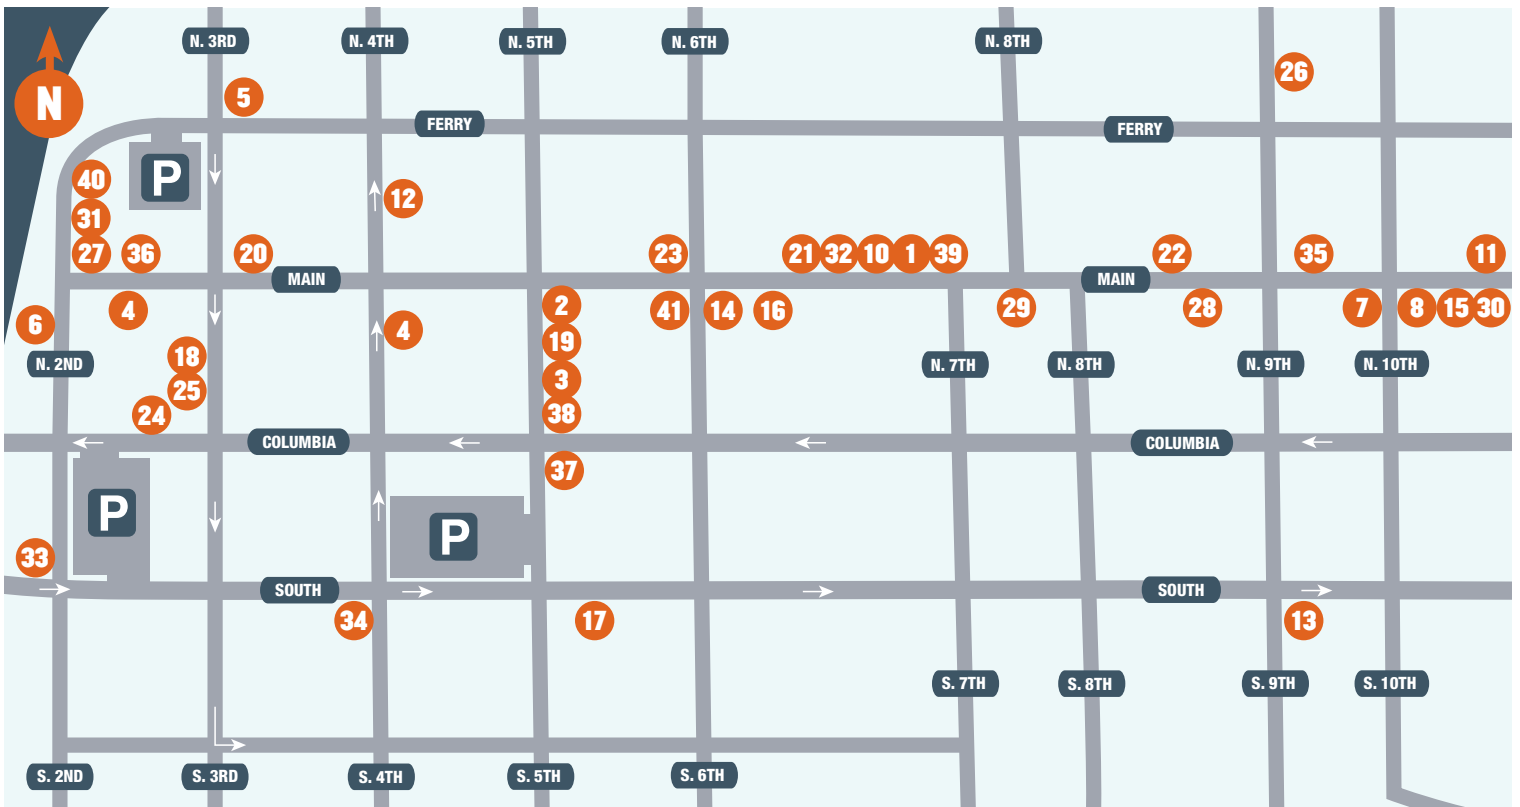 N. 3RD
N. 4TH
N. 5TH
N. 6TH
N. 8TH
N
26
5
FERRY
FERRY
P
40
12
31
27
36
20
23
21
32
10
1
39
22
35
11
MAIN
MAIN
6
4
4
2
41
14
16
29
28
7
8
15
30
19
18
N. 2ND
N. 7TH
N. 8TH
N. 9TH
N. 10TH
25
3
24
38
COLUMBIA
COLUMBIA
37
P
P
33
SOUTH
SOUTH
34
17
13
S. 7TH
S. 8TH
S. 9TH
S. 10TH
S. 2ND
S. 3RD
S. 4TH
S. 5TH
S. 6TH